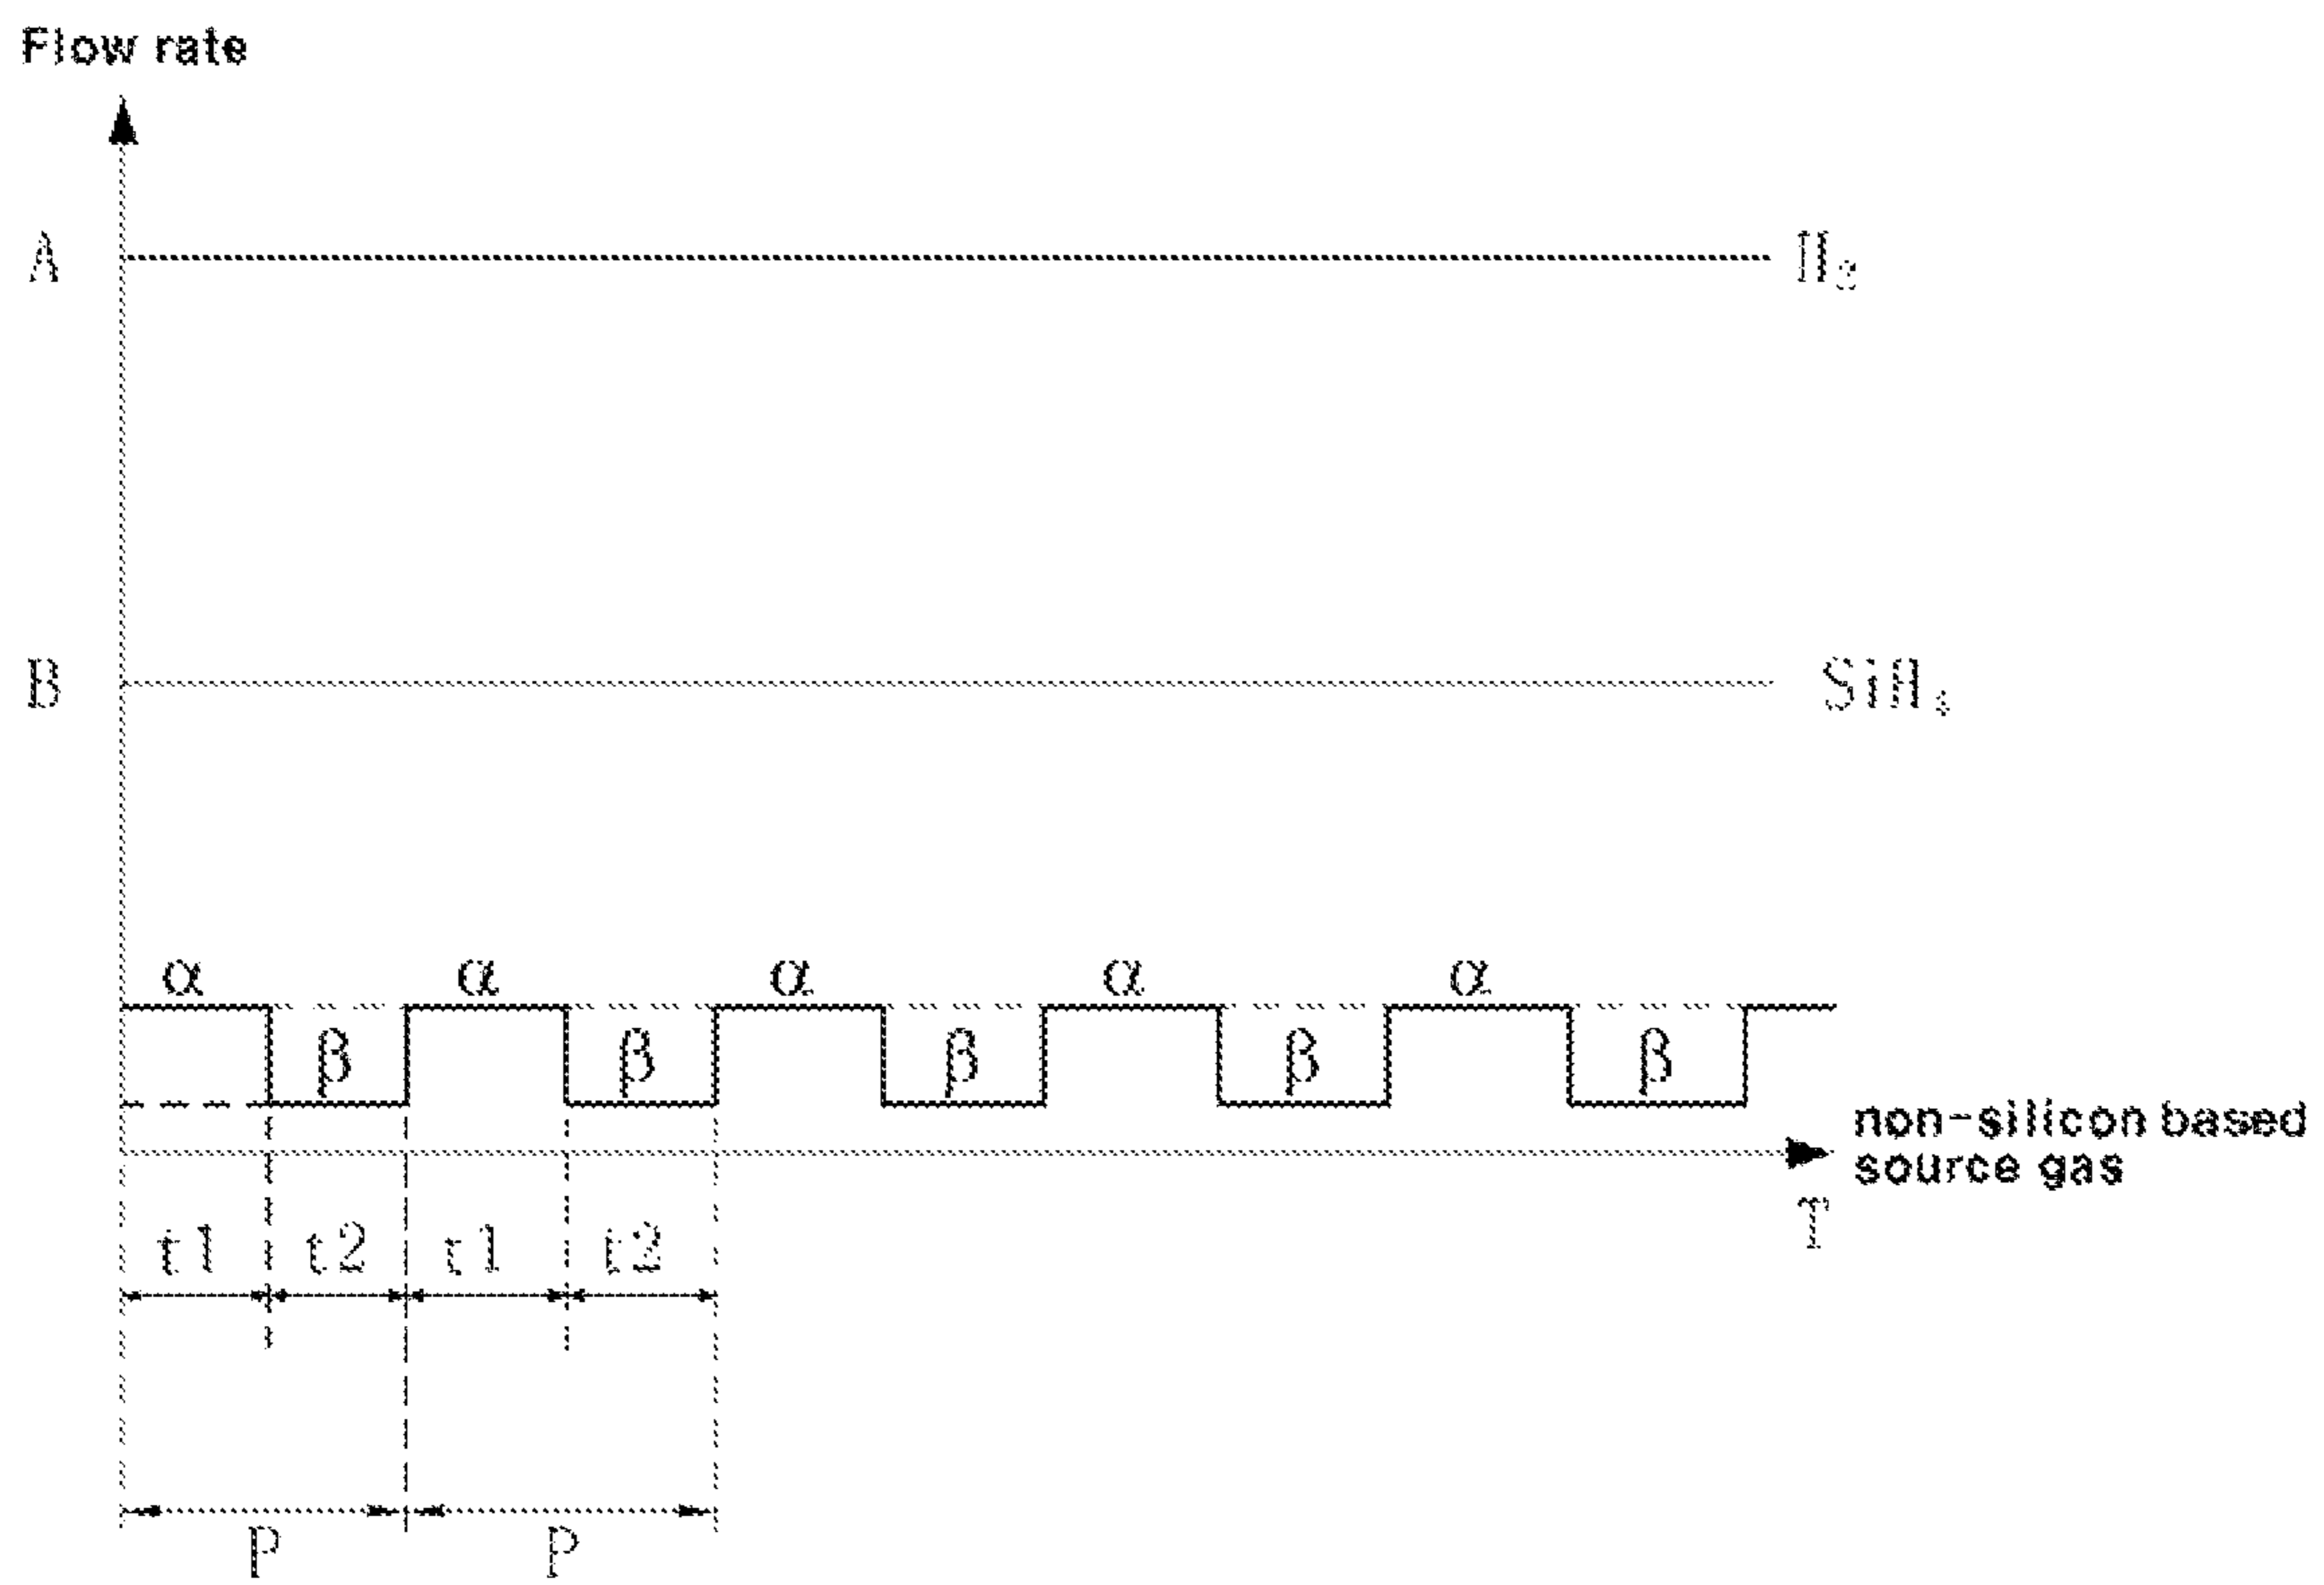 Flow rate
A
H₂
B
SiH₄
α α α α α
β β β β β
non-silicon based
source gas
T
t1 t2 t1 t2
P P